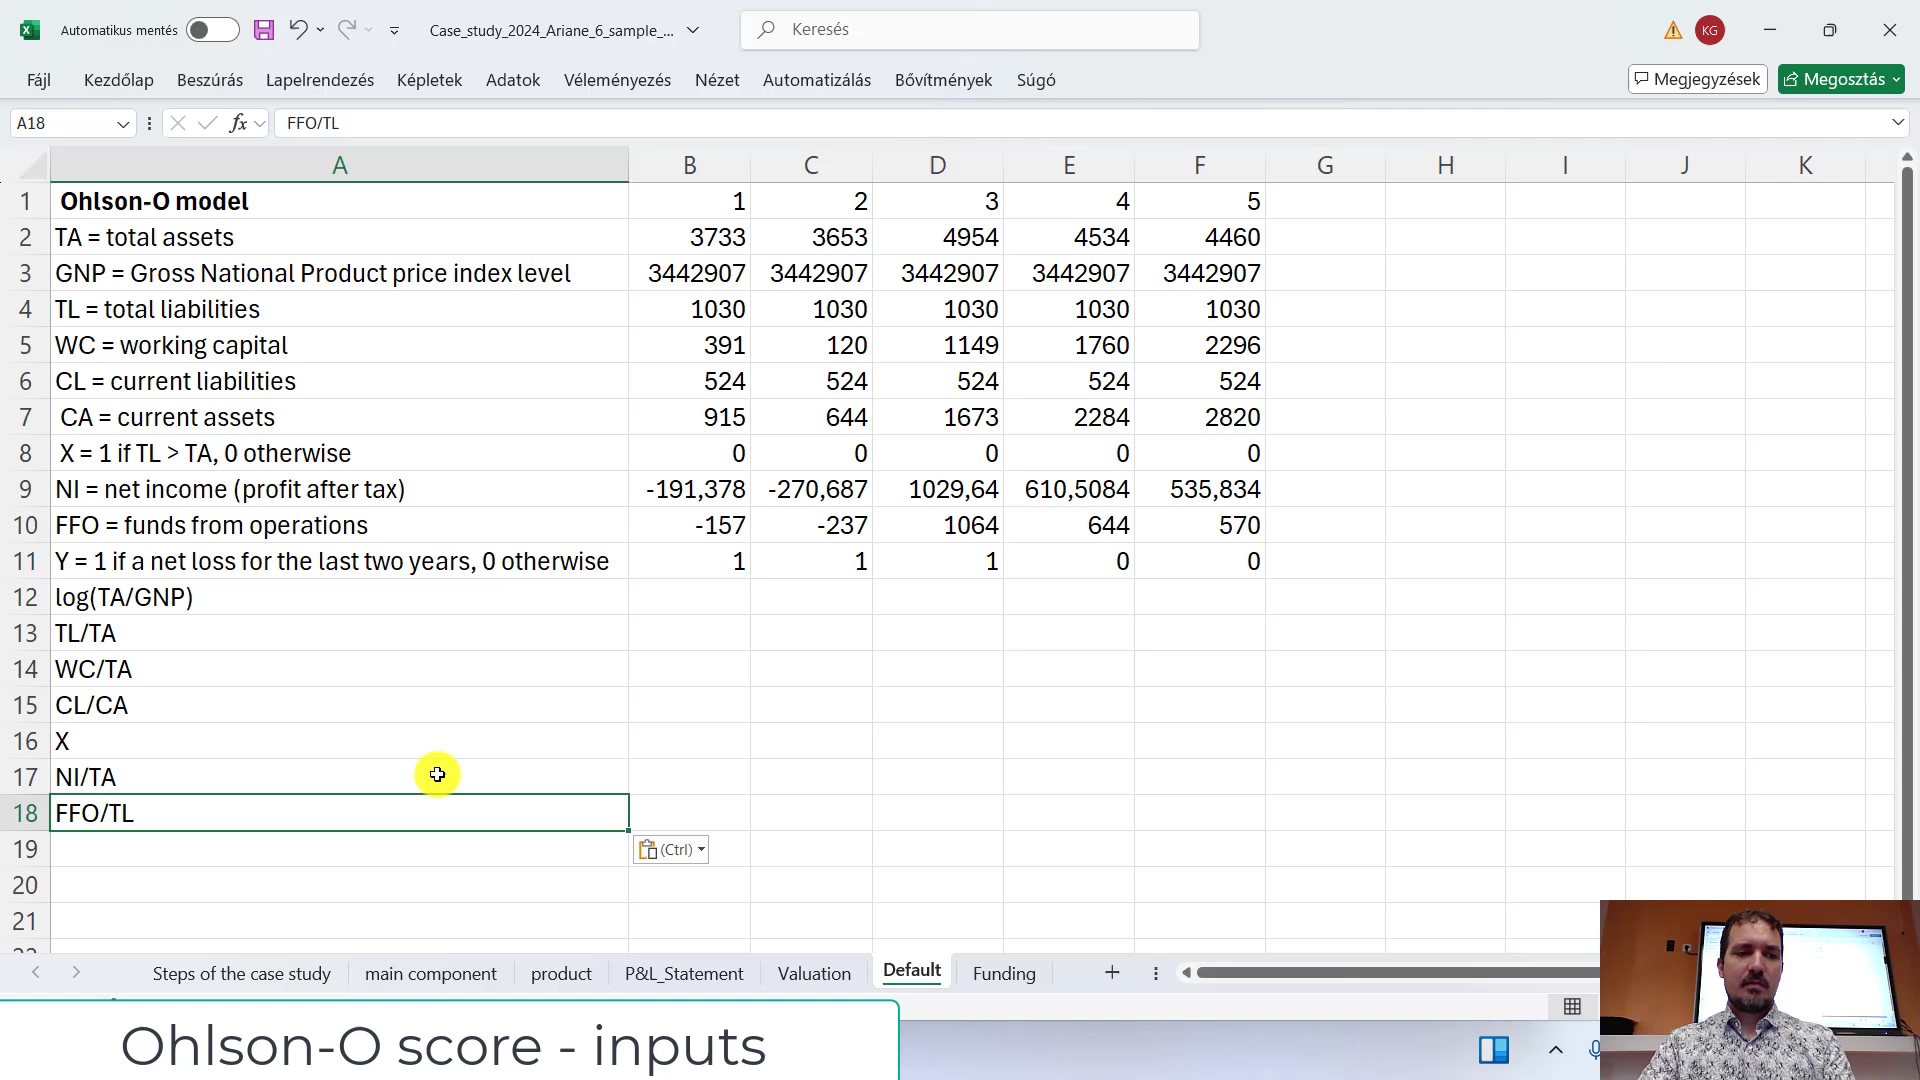 Automatikus mentés
Case_study_2024_Ariane_6_sample_...
Keresés
KG
Fájl Kezdőlap Beszúrás Lapelrendezés Képletek Adatok Véleményezés Nézet Automatizálás Bővítmények Súgó Megjegyzések Megosztás
A18 fx FFO/TL
A B C D E F G H I J K
1 Ohlson-O model 1 2 3 4 5
2 TA = total assets 3733 3653 4954 4534 4460
3 GNP = Gross National Product price index level 3442907 3442907 3442907 3442907 3442907
4 TL = total liabilities 1030 1030 1030 1030 1030
5 WC = working capital 391 120 1149 1760 2296
6 CL = current liabilities 524 524 524 524 524
7 CA = current assets 915 644 1673 2284 2820
8 X = 1 if TL > TA, 0 otherwise 0 0 0 0 0
9 NI = net income (profit after tax) -191,378 -270,687 1029,64 610,5084 535,834
10 FFO = funds from operations -157 -237 1064 644 570
11 Y = 1 if a net loss for the last two years, 0 otherwise 1 1 1 0 0
12 log(TA/GNP)
13 TL/TA
14 WC/TA
15 CL/CA
16 X
17 NI/TA
18 FFO/TL
19 (Ctrl)
20
21
Steps of the case study main component product P&L_Statement Valuation Default Funding
Ohlson-O score - inputs